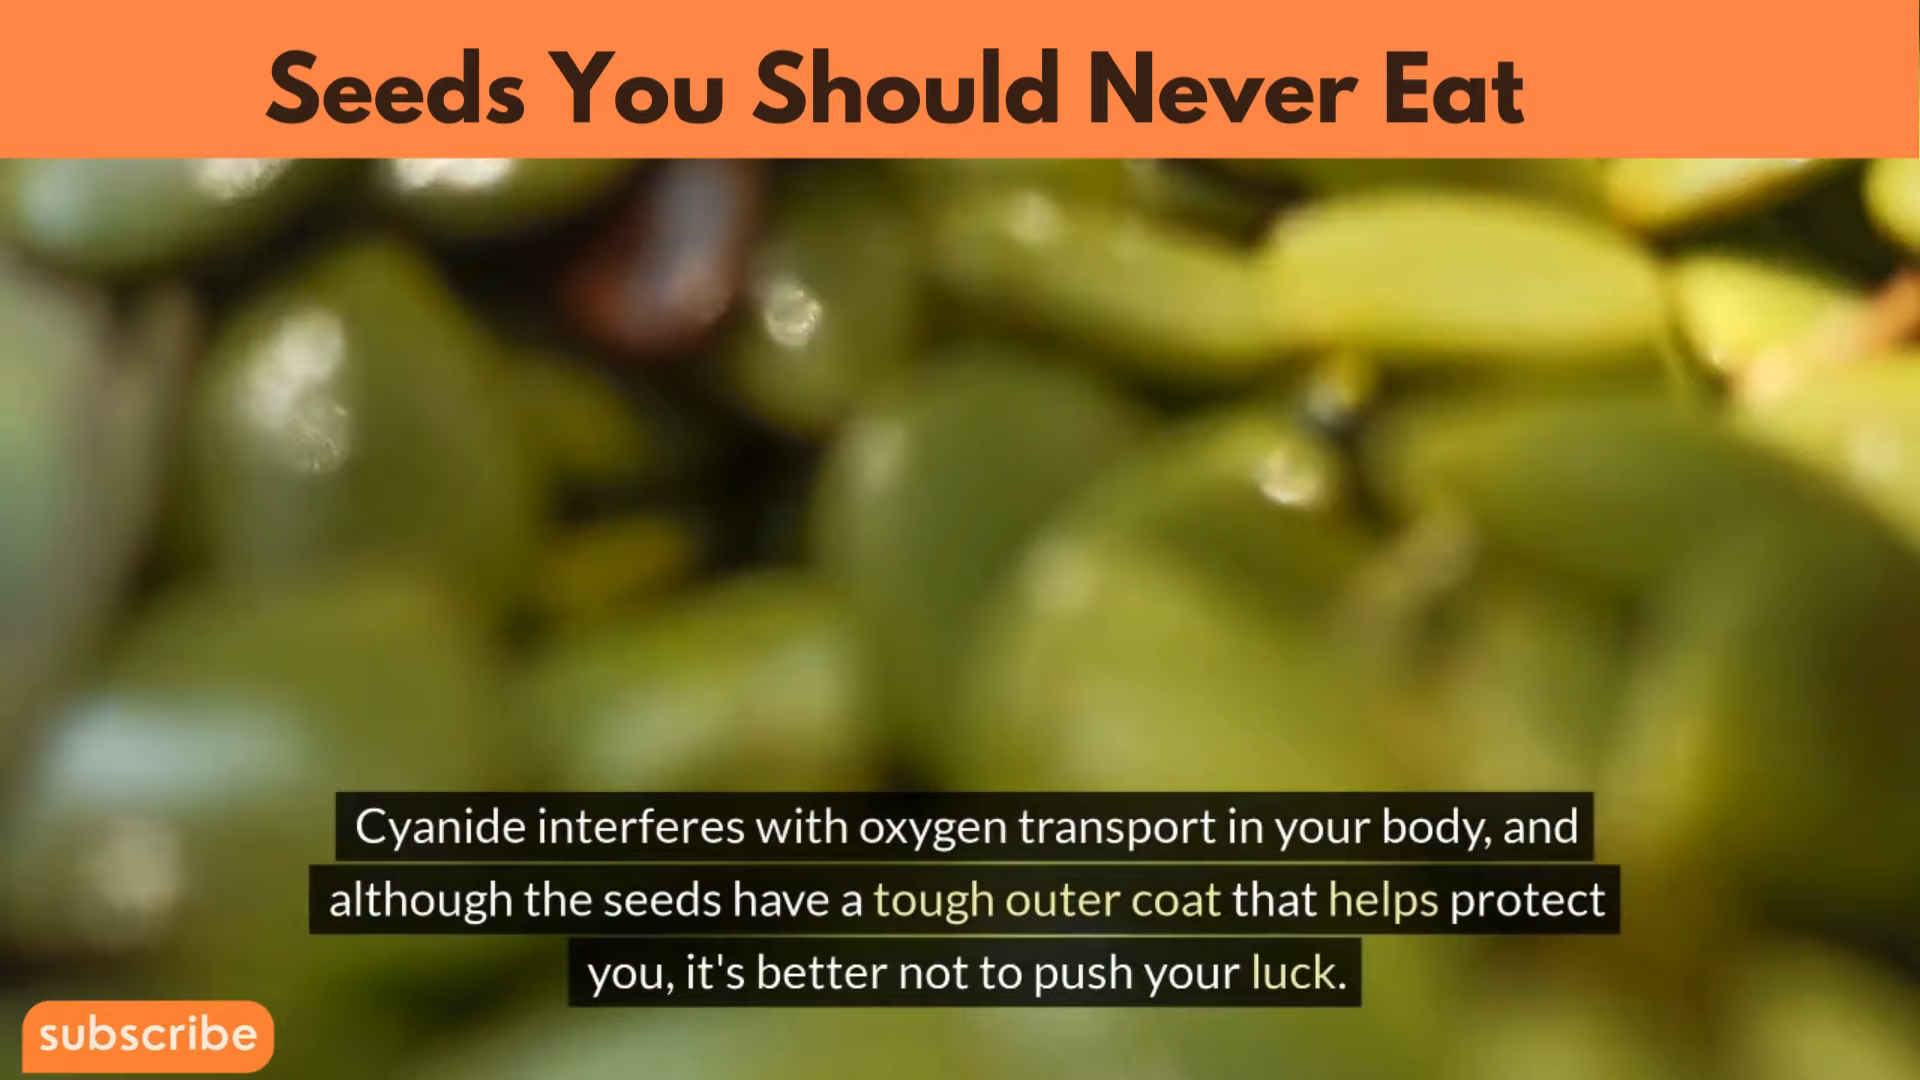 Seeds You Should Never Eat
Cyanide interferes with oxygen transport in your body, and
although the seeds have a tough outer coat that helps protect
you, it's better not to push your luck.
subscribe